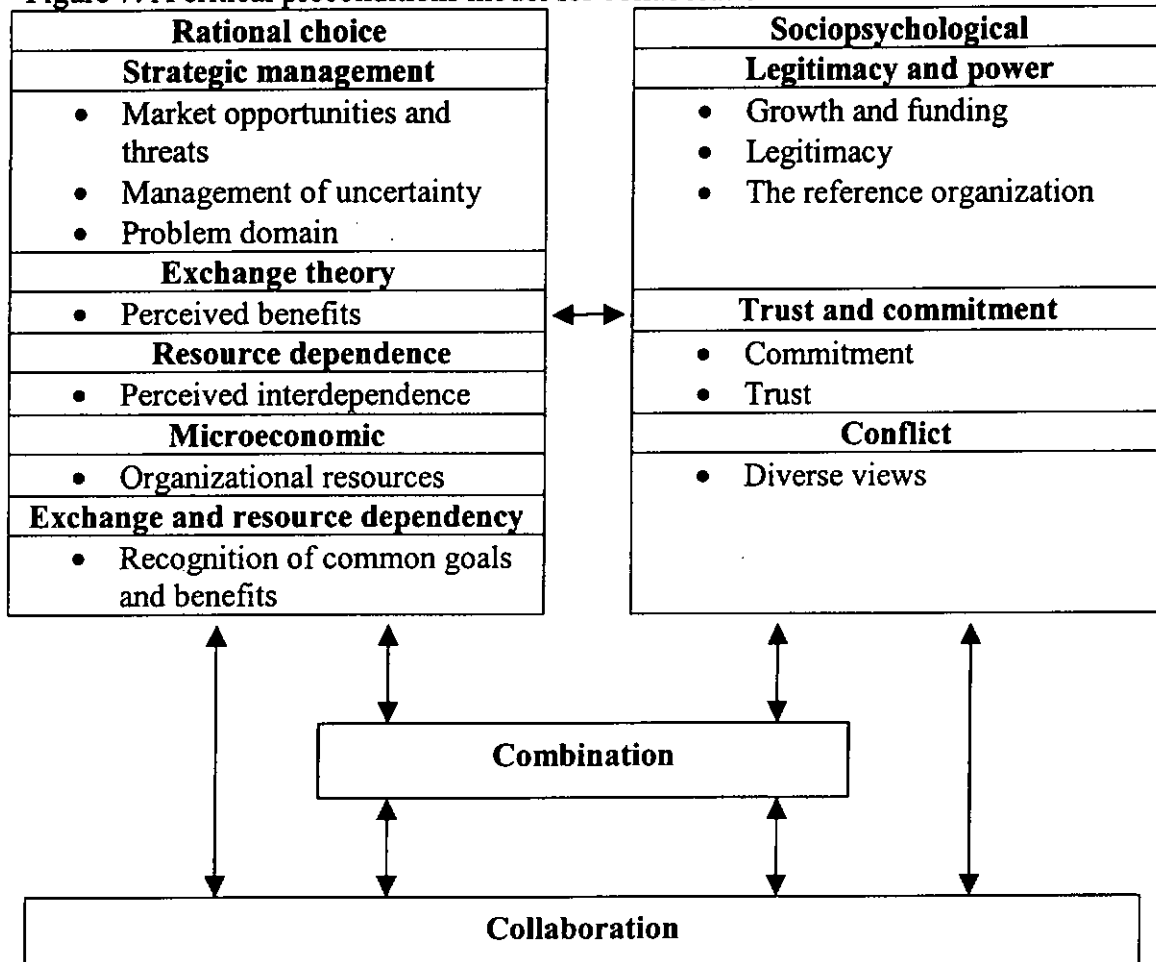 Rational choice
Strategic management
• Market opportunities and
threats
• Management of uncertainty
• Problem domain
Exchange theory
• Perceived benefits
Resource dependence
• Perceived interdependence
Microeconomic
• Organizational resources
Exchange and resource dependency
• Recognition of common goals
and benefits
Sociopsychological
Legitimacy and power
• Growth and funding
• Legitimacy
• The reference organization
Trust and commitment
• Commitment
• Trust
Conflict
• Diverse views
Combination
Collaboration